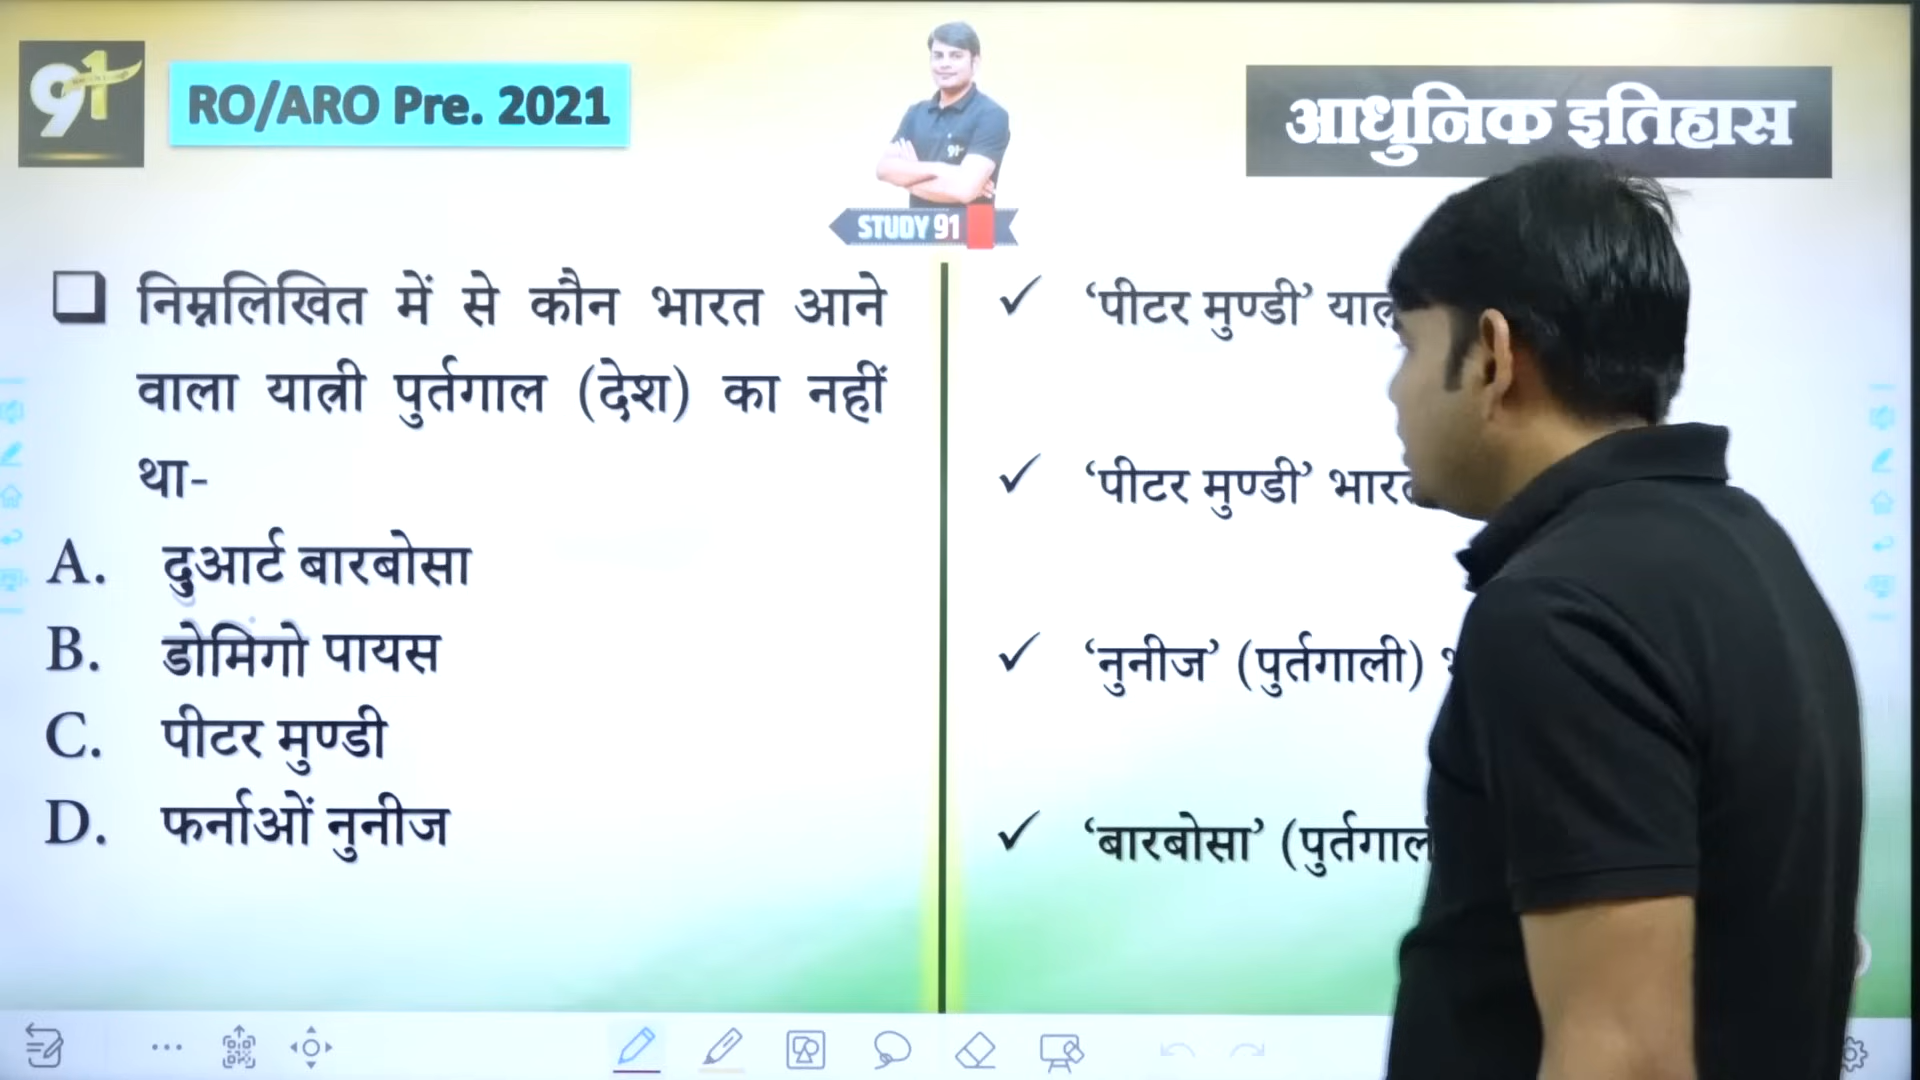 91
RO/ARO Pre. 2021
STUDY 91
आधुनिक इतिहास
निम्नलिखित में से कौन भारत आने
वाला यात्री पुर्तगाल (देश) का नहीं
था-
A. दुआर्ट बारबोसा
B. डोमिंगो पायस
C. पीटर मुण्डी
D. फर्नाओं नुनीज
✓ ‘पीटर मुण्डी’
✓ ‘पीटर मुण्डी’
✓ ‘नुनीज’ (पुर्तगाली)
✓ ‘बारबोसा’